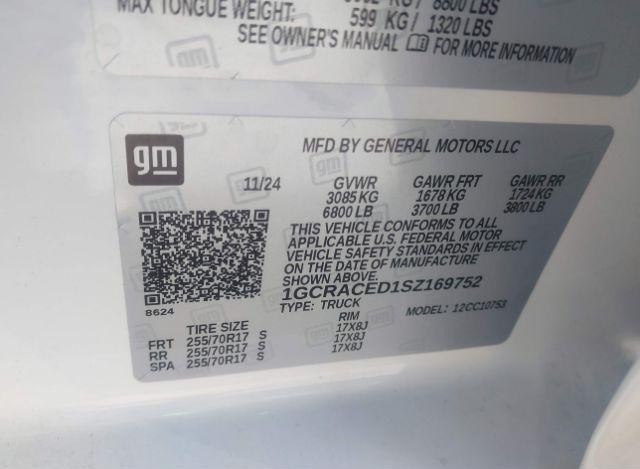 MAX TONGUE WEIGHT: 599 KG / 1320 LBS
SEE OWNER'S MANUAL FOR MORE INFORMATION
gm
MFD BY GENERAL MOTORS LLC
11/24 GVWR GAWR FRT GAWR RR
3085 KG 1678 KG 1724 KG
6800 LB 3700 LB 3800 LB
THIS VEHICLE CONFORMS TO ALL
APPLICABLE U.S. FEDERAL MOTOR
VEHICLE SAFETY STANDARDS IN EFFECT
ON THE DATE OF MANUFACTURE
SHOWN ABOVE.
1GCRACED1SZ169752
8624
TYPE: TRUCK MODEL: 12CC10753
TIRE SIZE RIM
FRT 255/70R17 S 17X8J
RR 255/70R17 S 17X8J
SPA 255/70R17 S 17X8J